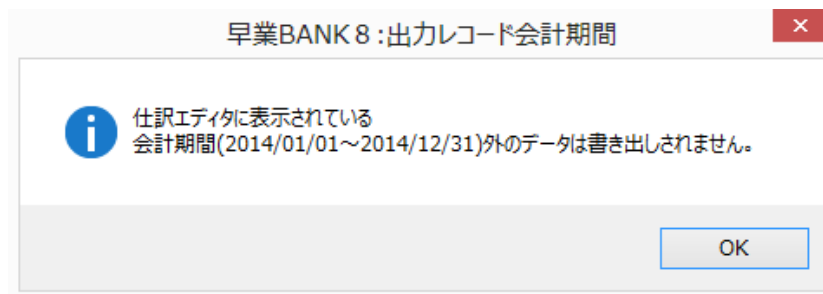 早業BANK 8 :出力レコード会計期間
仕訳エディタに表示されている
会計期間(2014/01/01～2014/12/31)外のデータは書き出しされません。
OK